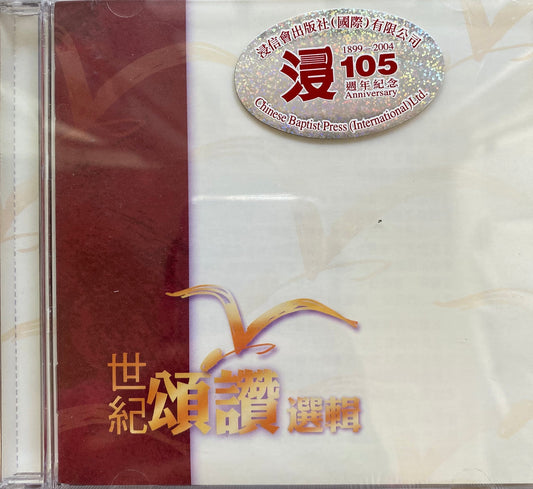 浸信會出版社(國際)有限公司
浸
1899-2004
105
週年紀念
Anniversary
Chinese Baptist Press (International) Ltd.
世紀
頌讚 選輯